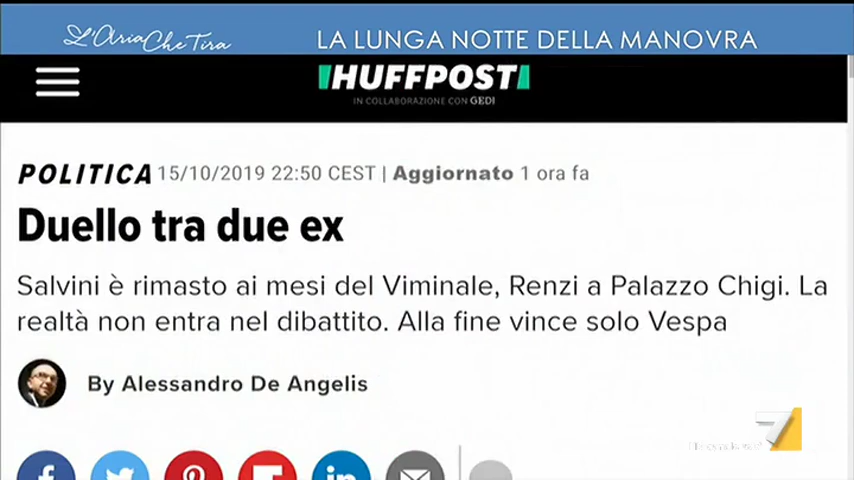 L'Aria Che Tira
LA LUNGA NOTTE DELLA MANOVRA
HUFFPOST
IN COLLABORAZIONE CON GEDI
POLITICA 15/10/2019 22:50 CEST | Aggiornato 1 ora fa
Duello tra due ex
Salvini è rimasto ai mesi del Viminale, Renzi a Palazzo Chigi. La
realtà non entra nel dibattito. Alla fine vince solo Vespa
By Alessandro De Angelis
7